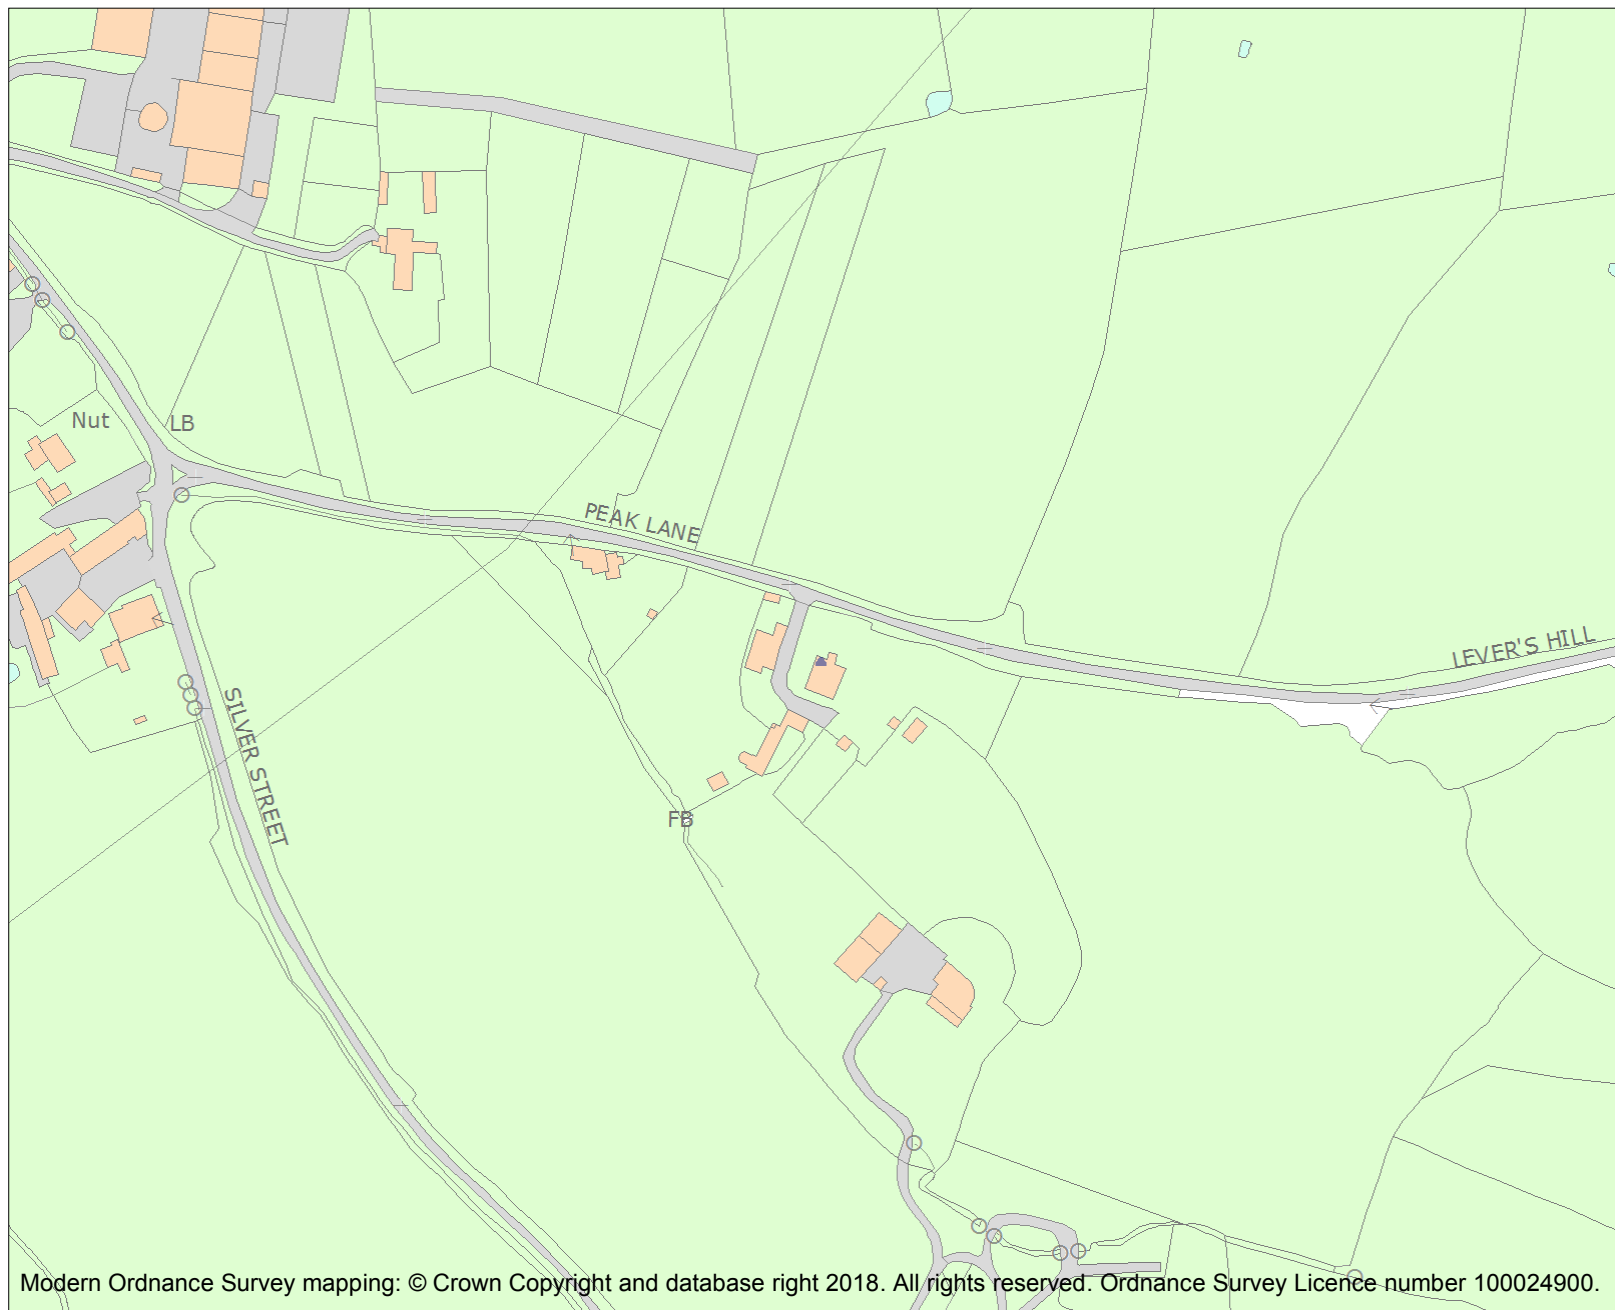 Nut
LB
PEAK LANE
LEVER'S HILL
SILVER STREET
FB
Modern Ordnance Survey mapping: © Crown Copyright and database right 2018. All rights reserved. Ordnance Survey Licence number 100024900.